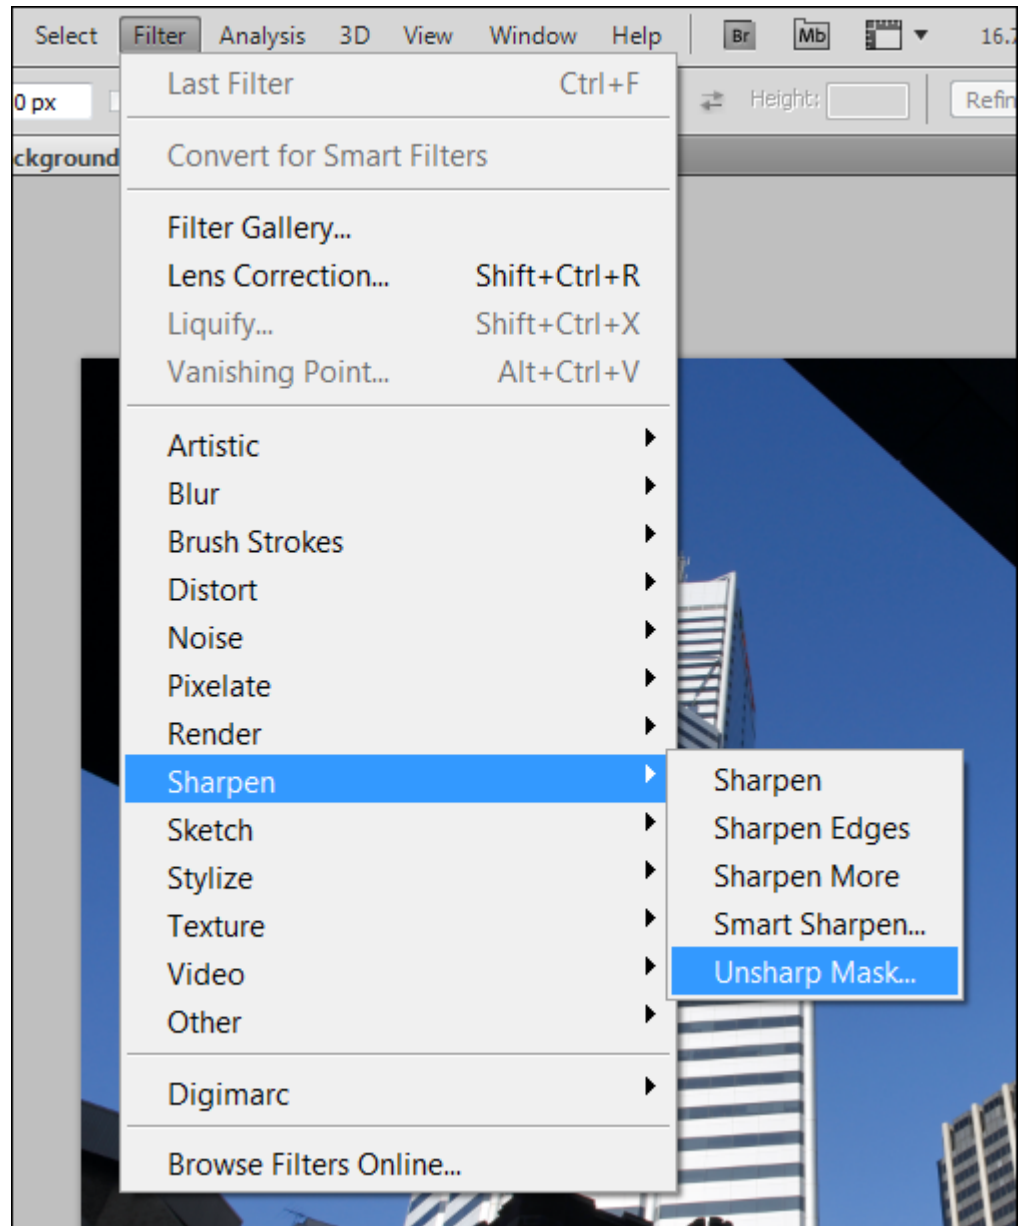 Select Filter Analysis 3D View Window Help Br Mb 16.7
0 px Height: Refin
ckground
Last Filter Ctrl+F
Convert for Smart Filters
Filter Gallery...
Lens Correction... Shift+Ctrl+R
Liquify... Shift+Ctrl+X
Vanishing Point... Alt+Ctrl+V
Artistic
Blur
Brush Strokes
Distort
Noise
Pixelate
Render
Sharpen
Sketch
Stylize
Texture
Video
Other
Digimarc
Browse Filters Online...
Sharpen
Sharpen Edges
Sharpen More
Smart Sharpen...
Unsharp Mask...